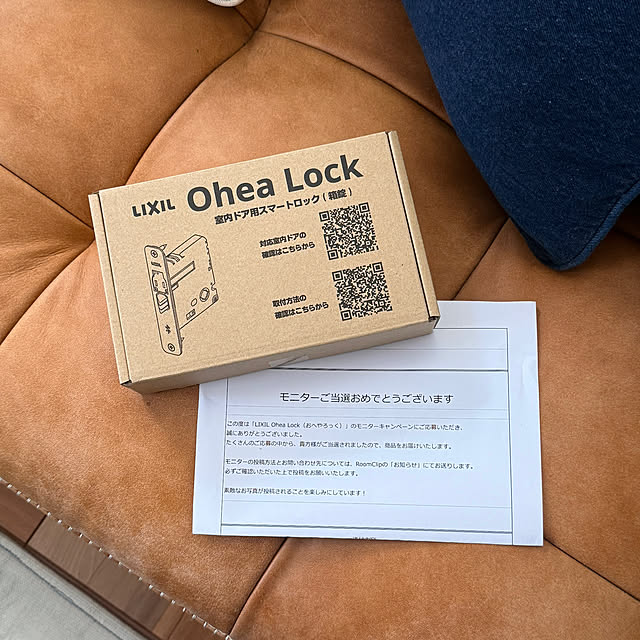 LIXIL Ohea Lock
室内ドア用スマートロック（箱錠）
対応室内ドアの
確認はこちらから
取付方法の
確認はこちらから
モニターご当選おめでとうございます
この度は「LIXIL Ohea Lock（おへやろっく）」のモニターキャンペーンにご応募いただき、
誠にありがとうございました。
たくさんのご応募の中から、貴方様がご当選されましたので、商品をお届けいたします。
モニターの投稿方法とお問い合わせ先については、RoomClipの「お知らせ」にてお送りします。
必ずご確認いただいた上で投稿をお願いします。
素敵なお写真が投稿されることを楽しみにしています！